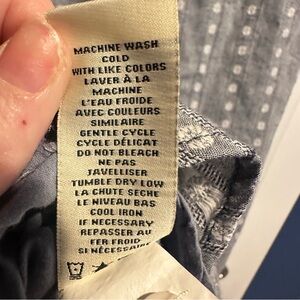 MACHINE WASH
COLD
WITH LIKE COLORS
LAVER À LA
MACHINE
L'EAU FROIDE
AVEC COULEURS
SIMILAIRE
GENTLE CYCLE
CYCLE DÉLICAT
DO NOT BLEACH
NE PAS
JAVELLISER
TUMBLE DRY LOW
LA CHUTE SECHE
LE NIVEAU BAS
COOL IRON
IF NECESSARY
REPASSER AU
FER FROID
SI NÉCESSAIRE